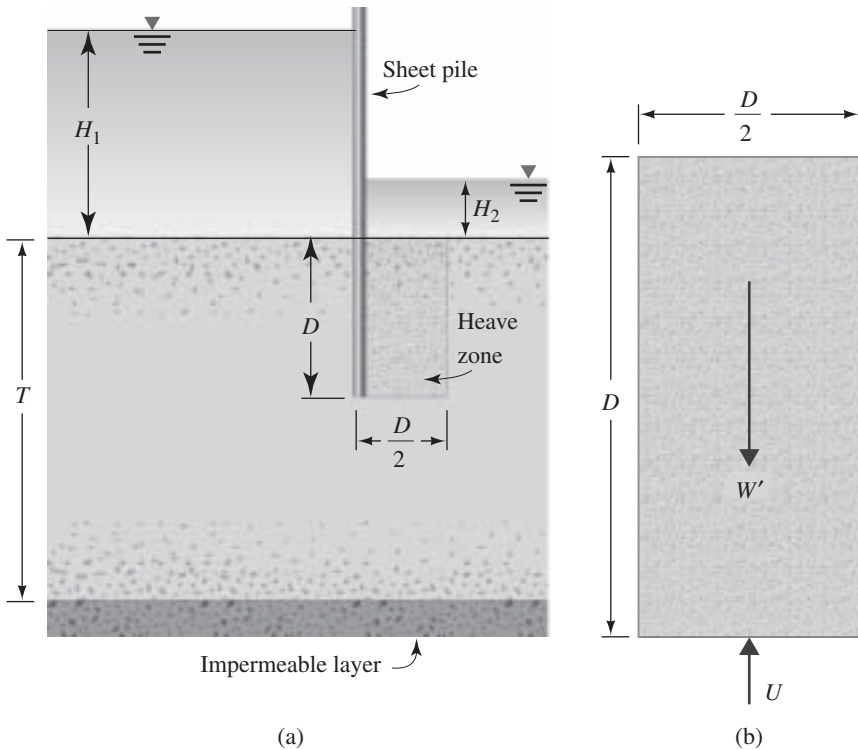 Sheet pile
H₁
H₂
D
Heave
zone
T
D
2
Impermeable layer
(a)
D
2
D
W′
U
(b)